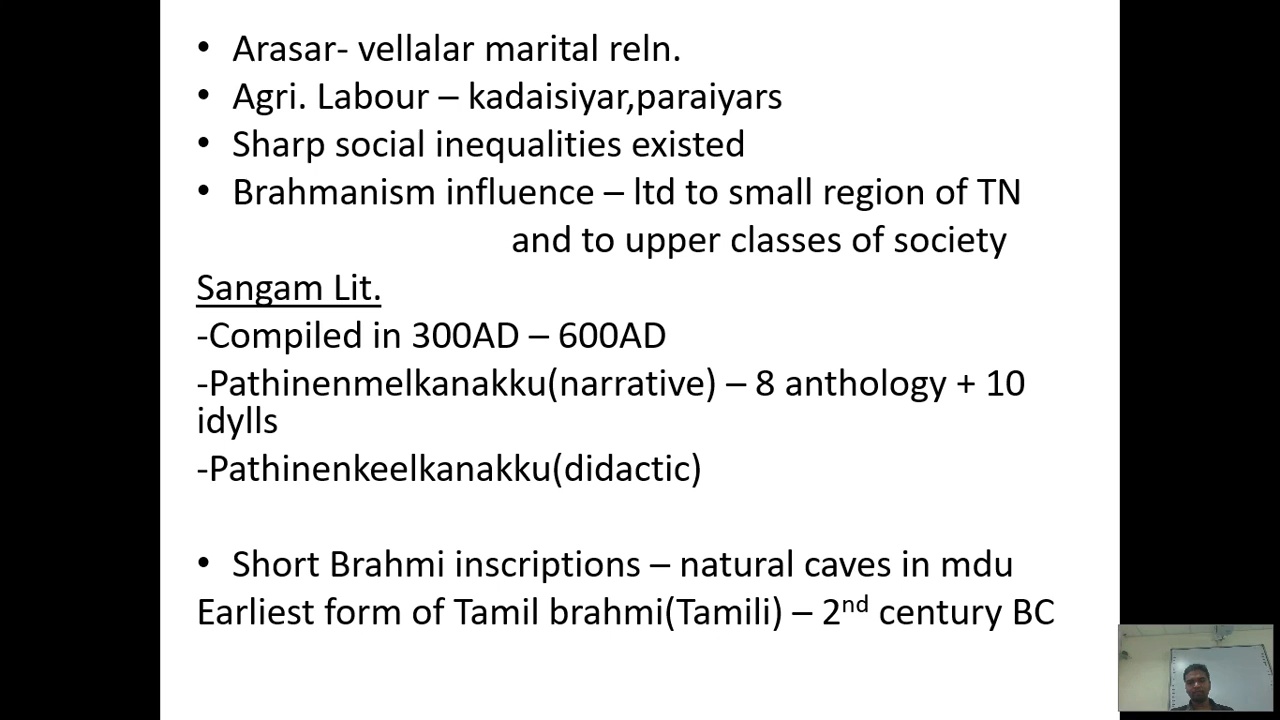 • Arasar- vellalar marital reln.
• Agri. Labour – kadaisiyar,paraiyars
• Sharp social inequalities existed
• Brahmanism influence – ltd to small region of TN
and to upper classes of society
Sangam Lit.
-Compiled in 300AD – 600AD
-Pathinenmelkanakku(narrative) – 8 anthology + 10
idylls
-Pathinenkeelkanakku(didactic)
• Short Brahmi inscriptions – natural caves in mdu
Earliest form of Tamil brahmi(Tamili) – 2nd century BC